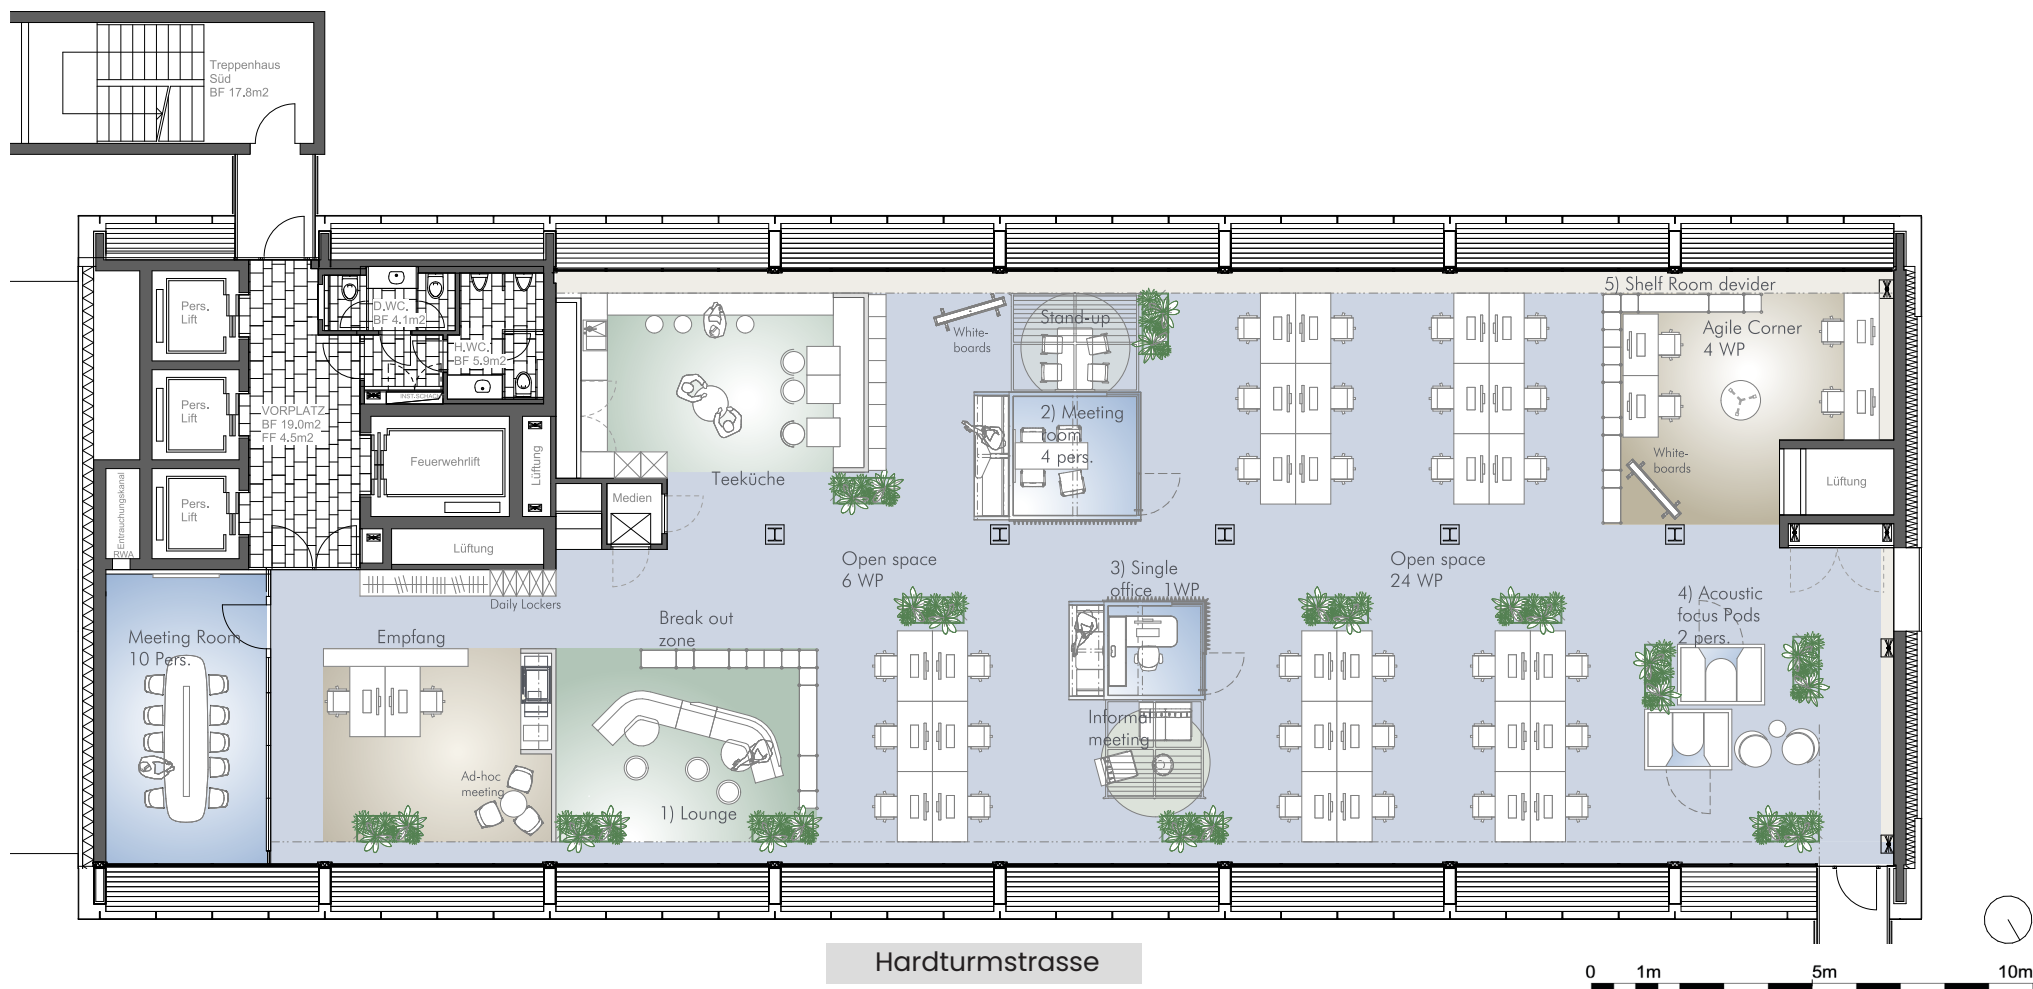 Treppenhaus
Süd
BF 17.8m2
Pers.
Lift
Pers.
Lift
Pers.
Lift
D.WC.
BF 4.1m2
H.WC.
BF 5.9m2
INST.SCHACHT
VORPLATZ
BF 19.0m2
FF 4.5m2
Feuerwehrlift
Lüftung
Lüftung
Entrauchungskanal
RWA
Medien
Teeküche
White-
boards
Stand-up
2) Meeting
room
4 pers.
5) Shelf Room devider
Agile Corner
4 WP
White-
boards
Lüftung
Open space
6 WP
3) Single
office 1WP
Open space
24 WP
4) Acoustic
focus Pods
2 pers.
Daily Lockers
Meeting Room
10 Pers.
Empfang
Break out
zone
Informal
meeting
Ad-hoc
meeting
1) Lounge
Hardturmstrasse
0 1m 5m 10m